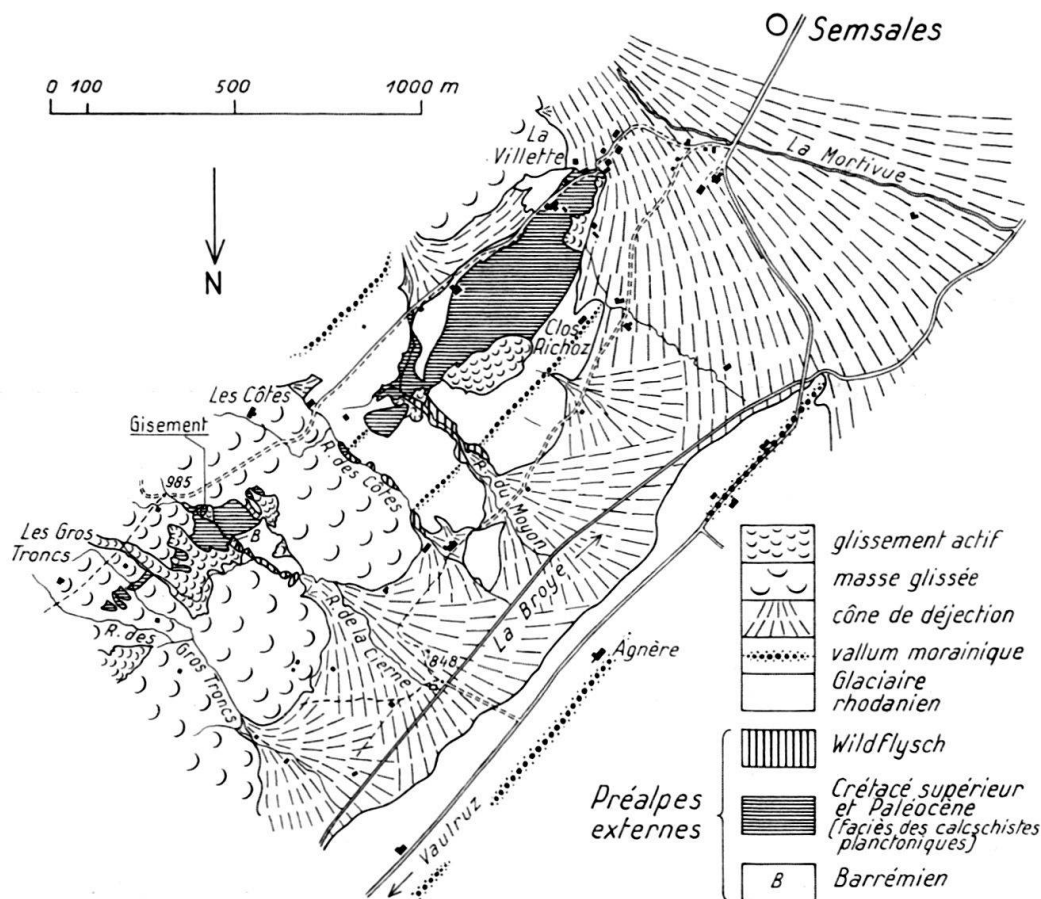 Semsales
0 100 500 1000 m
La
Villette
La Mortivue
N
Clos
Richoz
Les Côtes
Gisement
R. des Côtes
985
R. du Moyon
B
Les Gros
Troncs
La Broye
R. de la Cierne
848
R. des Gros Troncs
Agnère
Vaulruz
glissement actif
masse glissée
cône de déjection
vallum morainique
Glaciaire
rhodanien
Préalpes
externes
Wildflysch
Crétacé supérieur
et Paléocène
(faciès des calcschistes
planctoniques)
B Barrémien